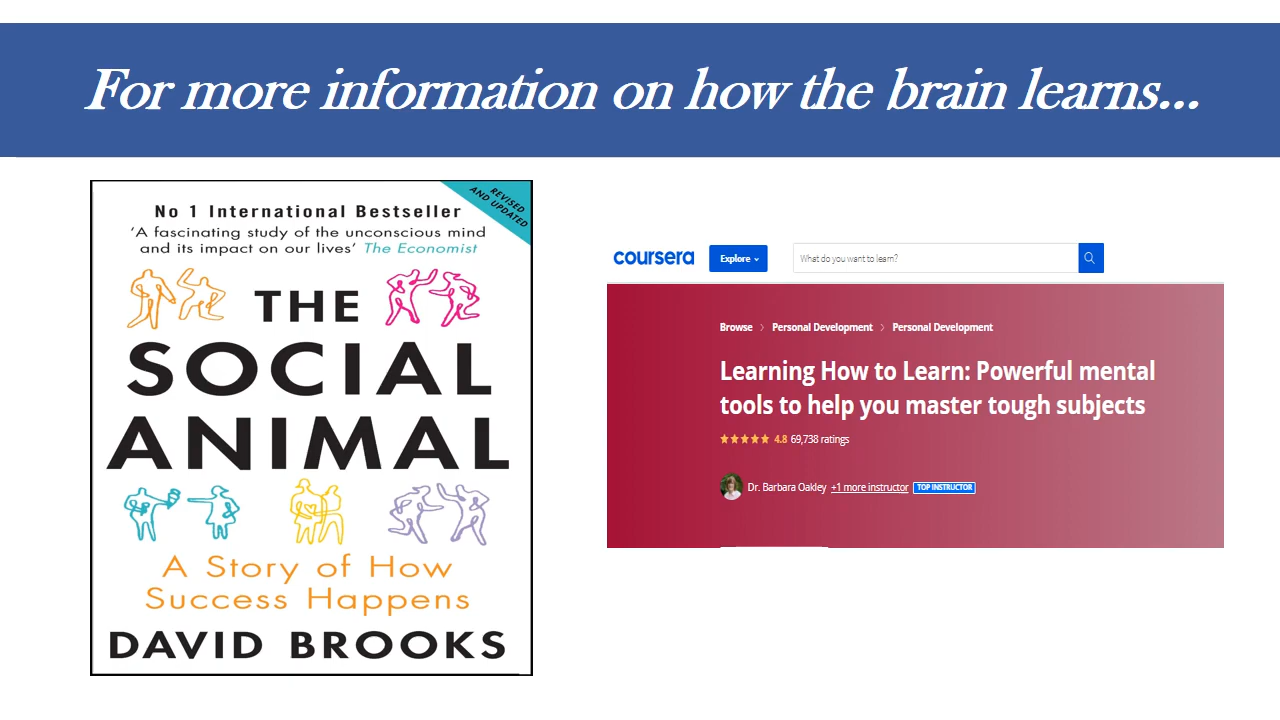 For more information on how the brain learns...
REVISED
AND UPDATED
No 1 International Bestseller
‘A fascinating study of the unconscious mind
and its impact on our lives’ The Economist
THE
SOCIAL
ANIMAL
A Story of How
Success Happens
DAVID BROOKS
coursera Explore What do you want to learn?
Browse > Personal Development > Personal Development
Learning How to Learn: Powerful mental
tools to help you master tough subjects
4.8 69,738 ratings
Dr. Barbara Oakley +1 more instructor TOP INSTRUCTOR